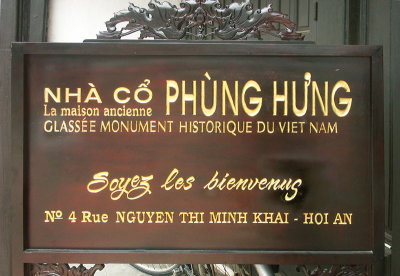 NHÀ CỔ PHÙNG HƯNG
La maison ancienne
GLASSÉE MONUMENT HISTORIQUE DU VIET NAM
Soyez les bienvenus
Nº 4 Rue NGUYEN THI MINH KHAI - HOI AN